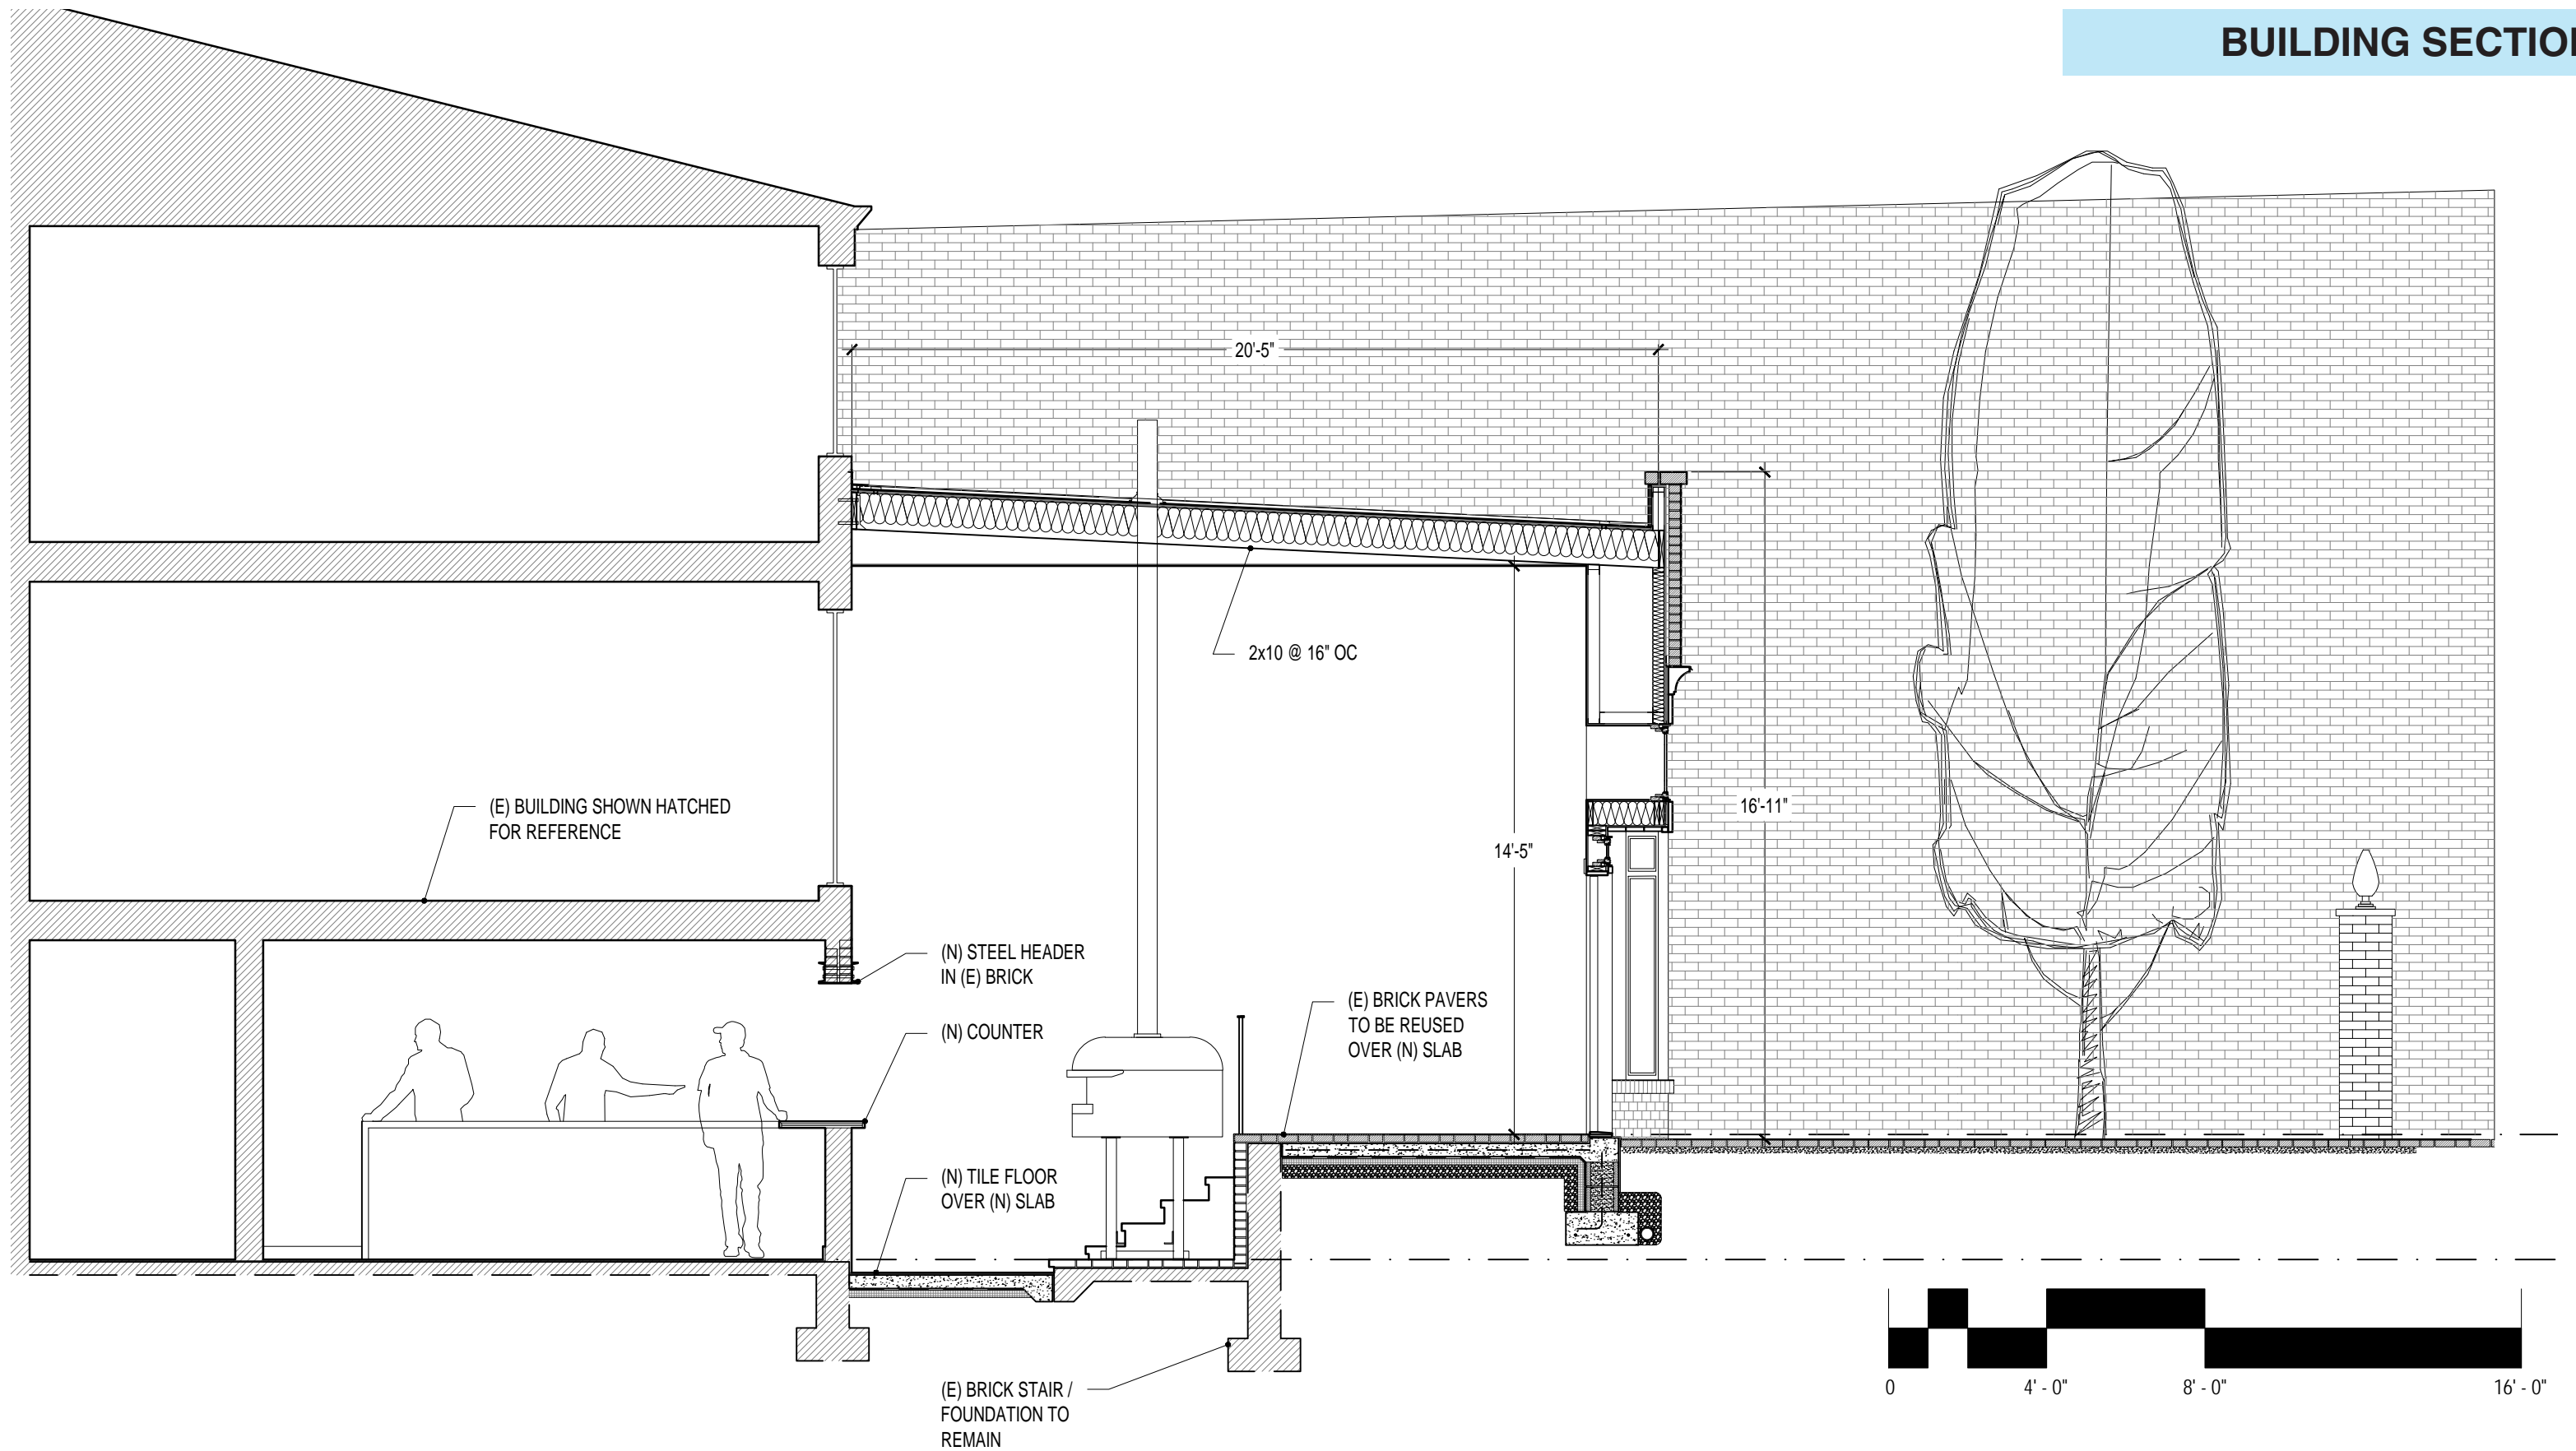 BUILDING SECTION
20'-5"
2x10 @ 16" OC
(E) BUILDING SHOWN HATCHED
FOR REFERENCE
16'-11"
14'-5"
(N) STEEL HEADER
IN (E) BRICK
(E) BRICK PAVERS
TO BE REUSED
OVER (N) SLAB
(N) COUNTER
(N) TILE FLOOR
OVER (N) SLAB
(E) BRICK STAIR /
FOUNDATION TO
REMAIN
0 4' - 0" 8' - 0" 16' - 0"